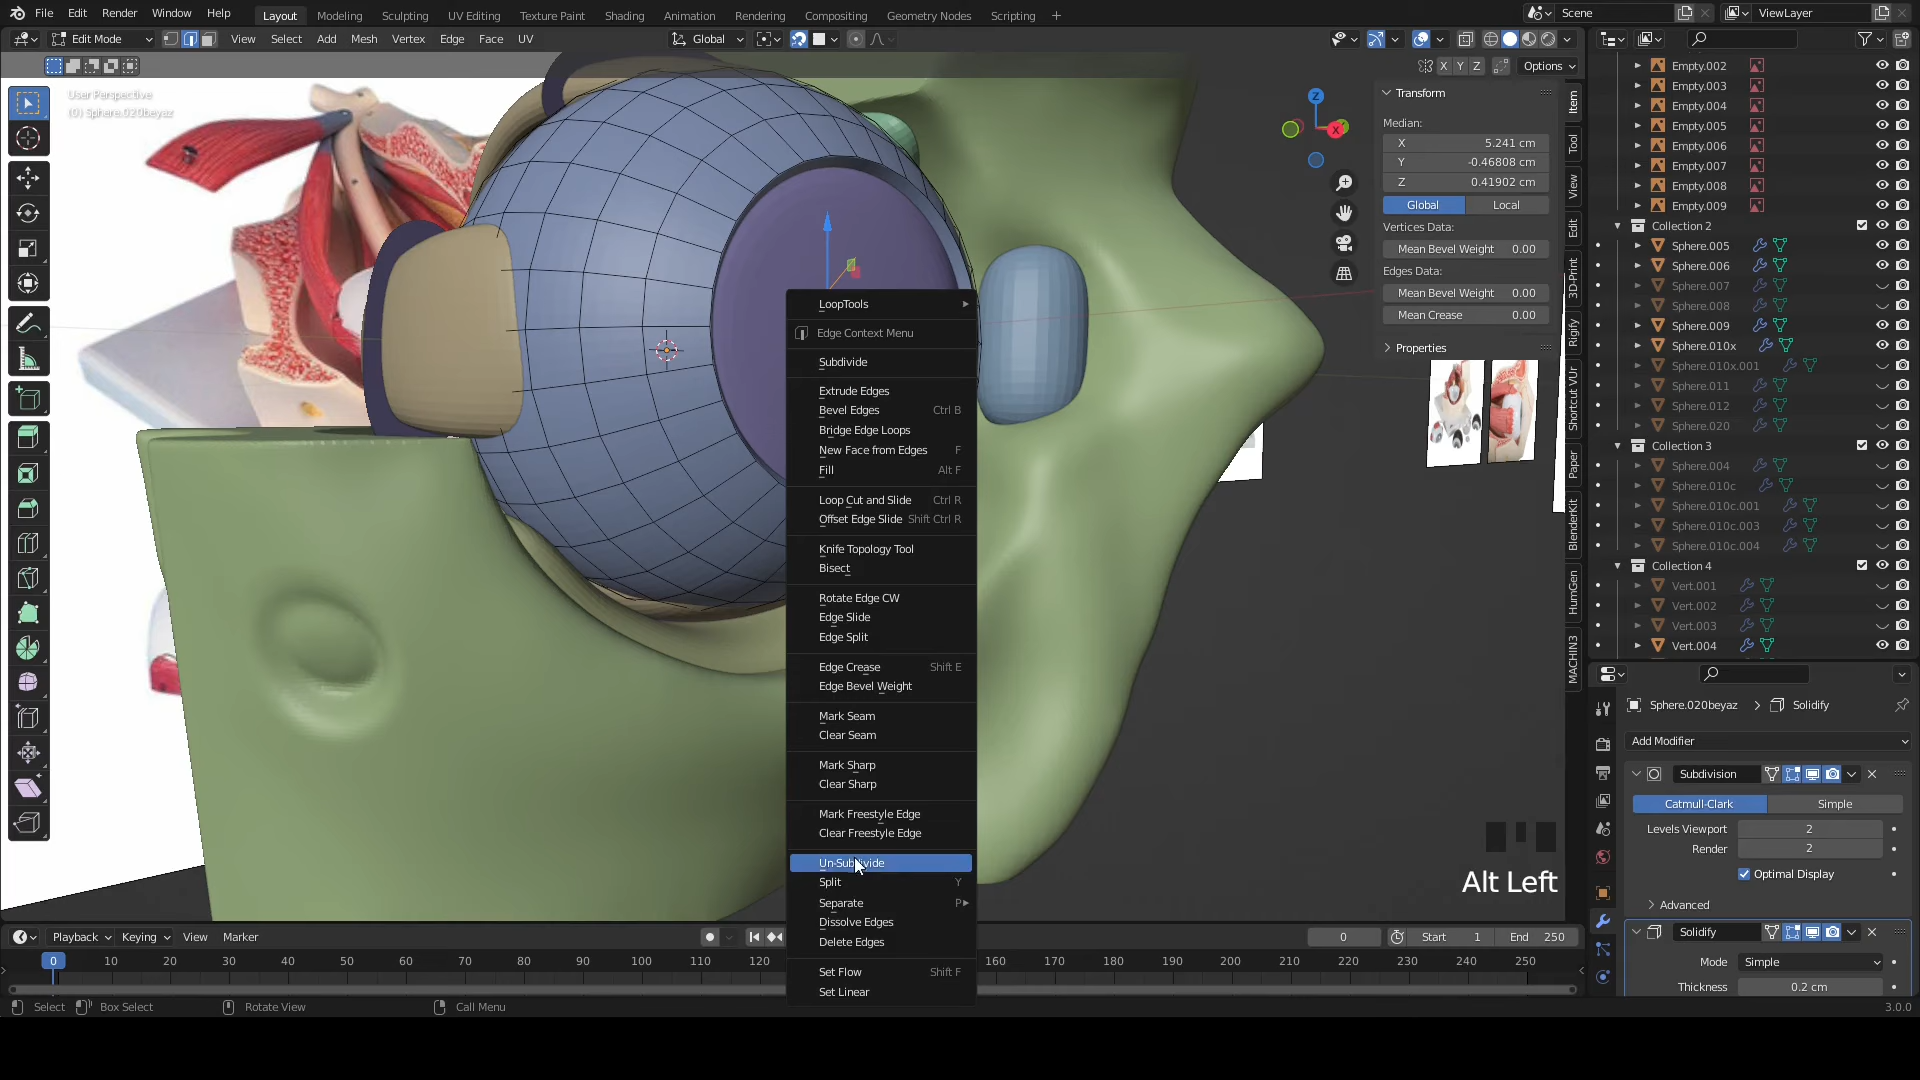 File Edit Render Window Help Layout Modeling Sculpting UV Editing Texture Paint Shading Animation Rendering Compositing Geometry Nodes Scripting + Scene ViewLayer
Edit Mode View Select Add Mesh Vertex Edge Face UV Global
X Y Z Options
User Perspective
(0) Sphere.020beyaz
Z
X
Transform
Median:
X 5.241 cm
Y -0.46808 cm
Z 0.41902 cm
Global Local
Vertices Data:
Mean Bevel Weight 0.00
Edges Data:
Mean Bevel Weight 0.00
Mean Crease 0.00
Properties
Item
Tool
View
Edit
3D-Print
Rigify
Shortcut VUr
Paper
BlenderKit
HumGen
MACHIN3
LoopTools
Edge Context Menu
Subdivide
Extrude Edges
Bevel Edges Ctrl B
Bridge Edge Loops
New Face from Edges F
Fill Alt F
Loop Cut and Slide Ctrl R
Offset Edge Slide Shift Ctrl R
Knife Topology Tool
Bisect
Rotate Edge CW
Edge Slide
Edge Split
Edge Crease Shift E
Edge Bevel Weight
Mark Seam
Clear Seam
Mark Sharp
Clear Sharp
Mark Freestyle Edge
Clear Freestyle Edge
Un-Subdivide
Split Y
Separate P
Dissolve Edges
Delete Edges
Set Flow Shift F
Set Linear
Alt Left
Empty.002
Empty.003
Empty.004
Empty.005
Empty.006
Empty.007
Empty.008
Empty.009
Collection 2
Sphere.005
Sphere.006
Sphere.007
Sphere.008
Sphere.009
Sphere.010x
Sphere.010x.001
Sphere.011
Sphere.012
Sphere.020
Collection 3
Sphere.004
Sphere.010c
Sphere.010c.001
Sphere.010c.003
Sphere.010c.004
Collection 4
Vert.001
Vert.002
Vert.003
Vert.004
Sphere.020beyaz > Solidify
Add Modifier
Subdivision
Catmull-Clark Simple
Levels Viewport 2
Render 2
Optimal Display
Advanced
Solidify
Mode Simple
Thickness 0.2 cm
Playback Keying View Marker 0 Start 1 End 250
0 10 20 30 40 50 60 70 80 90 100 110 120 160 170 180 190 200 210 220 230 240 250
Select Box Select Rotate View Call Menu 3.0.0